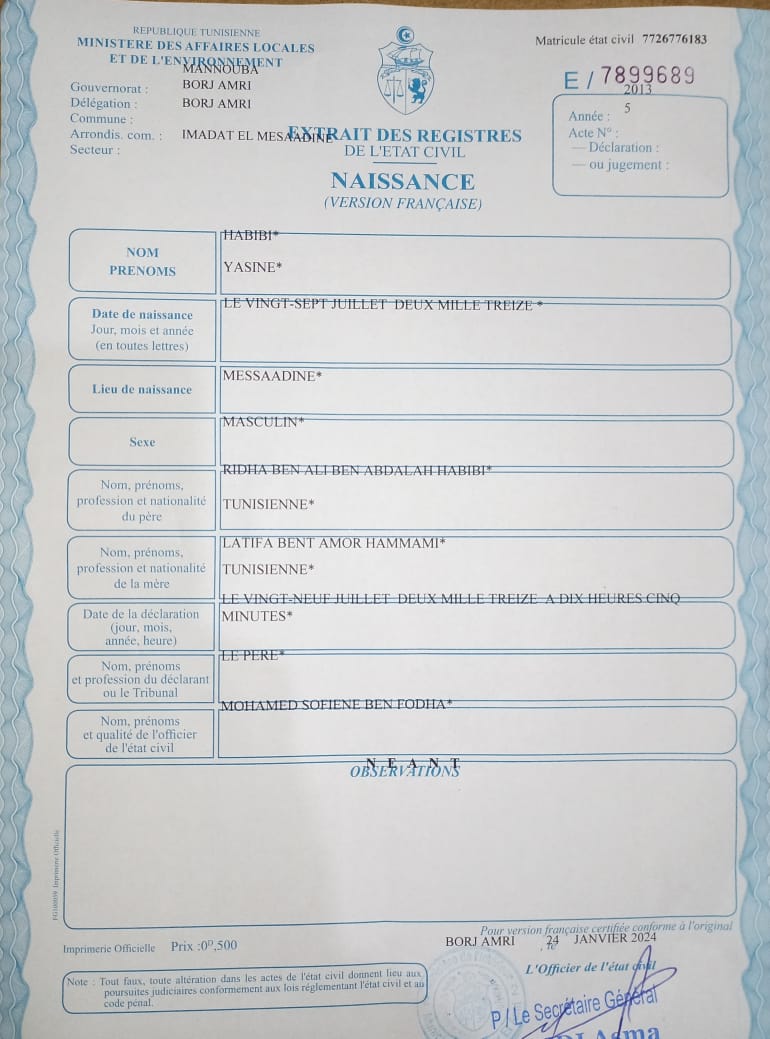 REPUBLIQUE TUNISIENNE
MINISTERE DES AFFAIRES LOCALES
ET DE L'ENVIRONNEMENT
Matricule état civil 7726776183
E / 7899689
Gouvernorat : MANNOUBA
Délégation : BORJ AMRI
Commune : BORJ AMRI
Arrondis. com. :
Secteur : IMADAT EL MESAADINE
Année : 2013
Acte N° : 5
— Déclaration :
— ou jugement :
EXTRAIT DES REGISTRES
DE L'ETAT CIVIL
NAISSANCE
(VERSION FRANÇAISE)
NOM
PRENOMS
HABIBI*
YASINE*
Date de naissance
Jour, mois et année
(en toutes lettres)
LE VINGT-SEPT JUILLET DEUX MILLE TREIZE *
Lieu de naissance
MESSAADINE*
Sexe
MASCULIN*
Nom, prénoms,
profession et nationalité
du père
RIDHA BEN ALI BEN ABDALAH HABIBI*
TUNISIENNE*
Nom, prénoms,
profession et nationalité
de la mère
LATIFA BENT AMOR HAMMAMI*
TUNISIENNE*
Date de la déclaration
(jour, mois,
année, heure)
LE VINGT-NEUF JUILLET DEUX MILLE TREIZE A DIX HEURES CINQ
MINUTES*
Nom, prénoms
et profession du déclarant
ou le Tribunal
LE PERE*
Nom, prénoms
et qualité de l'officier
de l'état civil
MOHAMED SOFIENE BEN FODHA*
OBSERVATIONS
N E A N T
Imprimerie Officielle
Prix :0ᴰ,500
Pour version française certifiée conforme à l'original
BORJ AMRI , le 24 JANVIER 2024
L'Officier de l'état civil
Note : Tout faux, toute altération dans les actes de l'état civil donnent lieu aux
poursuites judiciaires conformement aux lois réglementant l'état civil et au
code pénal.
P / Le Secrétaire Général
Asma